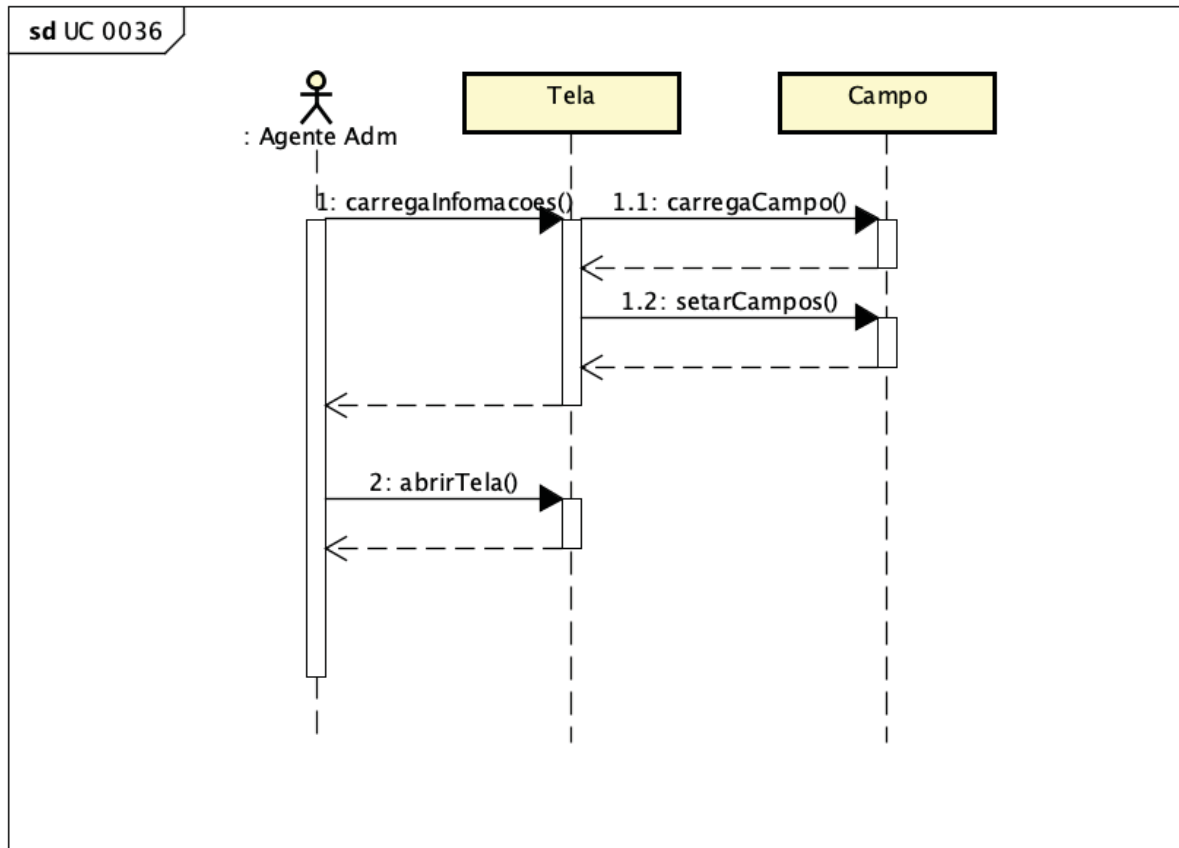 sd UC 0036
Tela
Campo
: Agente Adm
1: carregaInfomacoes()
1.1: carregaCampo()
1.2: setarCampos()
2: abrirTela()